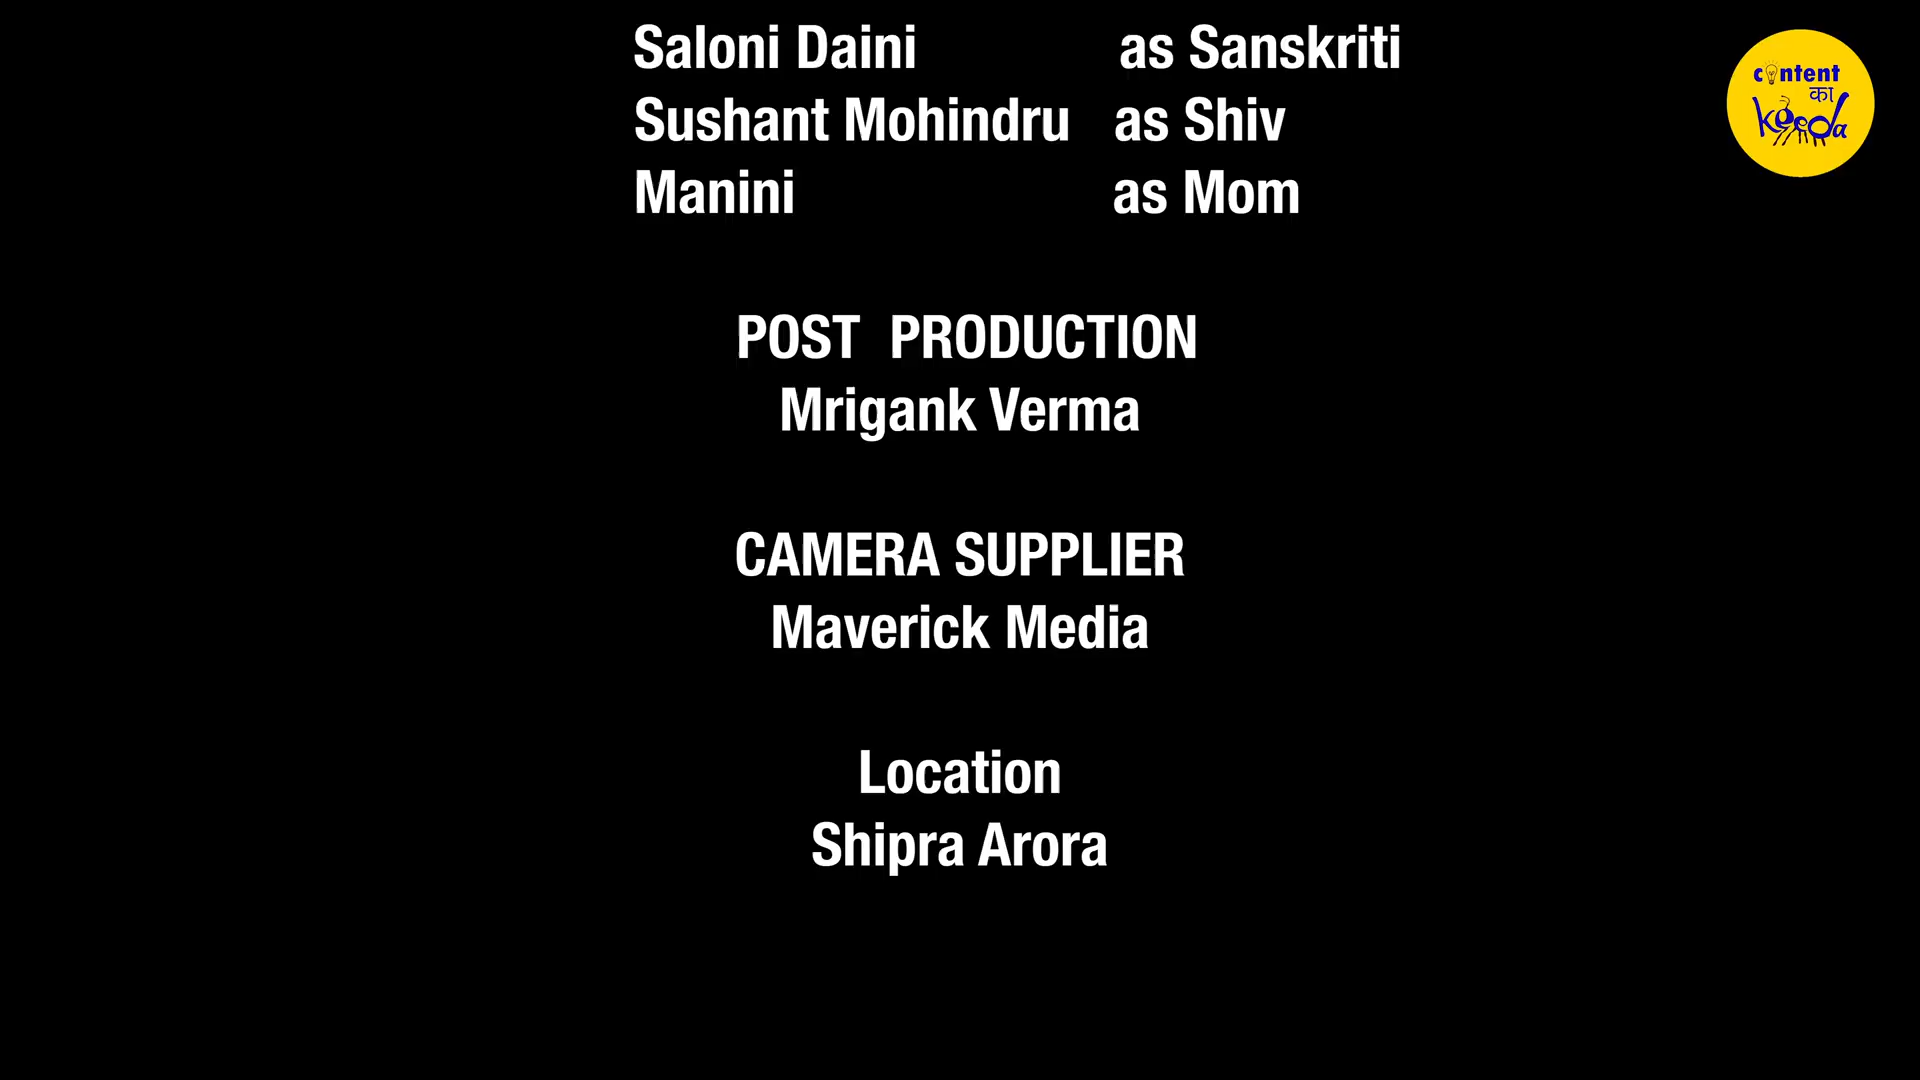 Saloni Daini as Sanskriti
Sushant Mohindru as Shiv
Manini as Mom
POST PRODUCTION
Mrigank Verma
CAMERA SUPPLIER
Maverick Media
Location
Shipra Arora
content
का
keeda